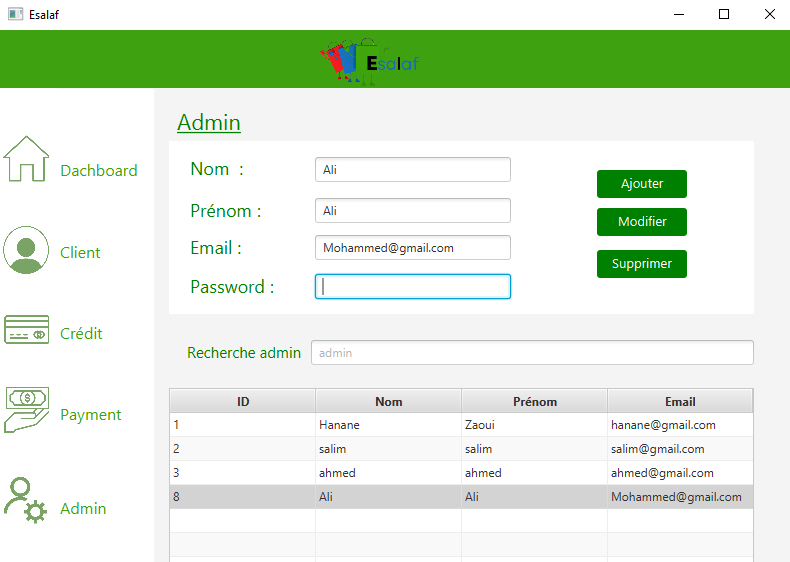 Esalaf
Esalaf
Admin
Nom :
Ali
Prénom :
Ali
Email :
Mohammed@gmail.com
Password :
Ajouter
Modifier
Supprimer
Dachboard
Client
Crédit
Payment
Admin
Recherche admin
admin
ID Nom Prénom Email
1 Hanane Zaoui hanane@gmail.com
2 salim salim salim@gmail.com
3 ahmed ahmed ahmed@gmail.com
8 Ali Ali Mohammed@gmail.com